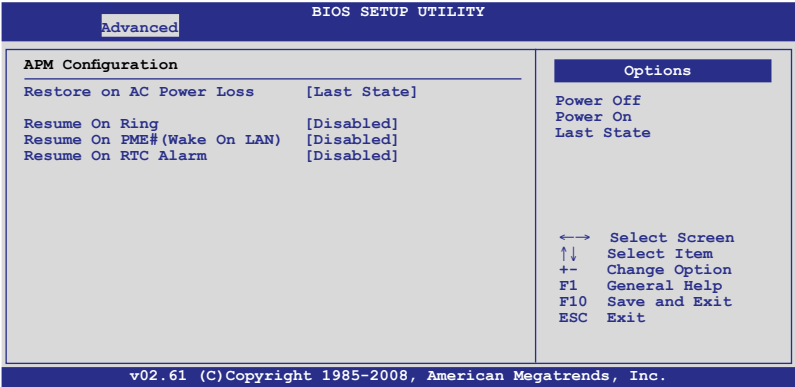 BIOS SETUP UTILITY
Advanced
APM Configuration
Restore on AC Power Loss [Last State]
Resume On Ring [Disabled]
Resume On PME#(Wake On LAN) [Disabled]
Resume On RTC Alarm [Disabled]
Options
Power Off
Power On
Last State
←→ Select Screen
↑↓ Select Item
+- Change Option
F1 General Help
F10 Save and Exit
ESC Exit
v02.61 (C)Copyright 1985-2008, American Megatrends, Inc.